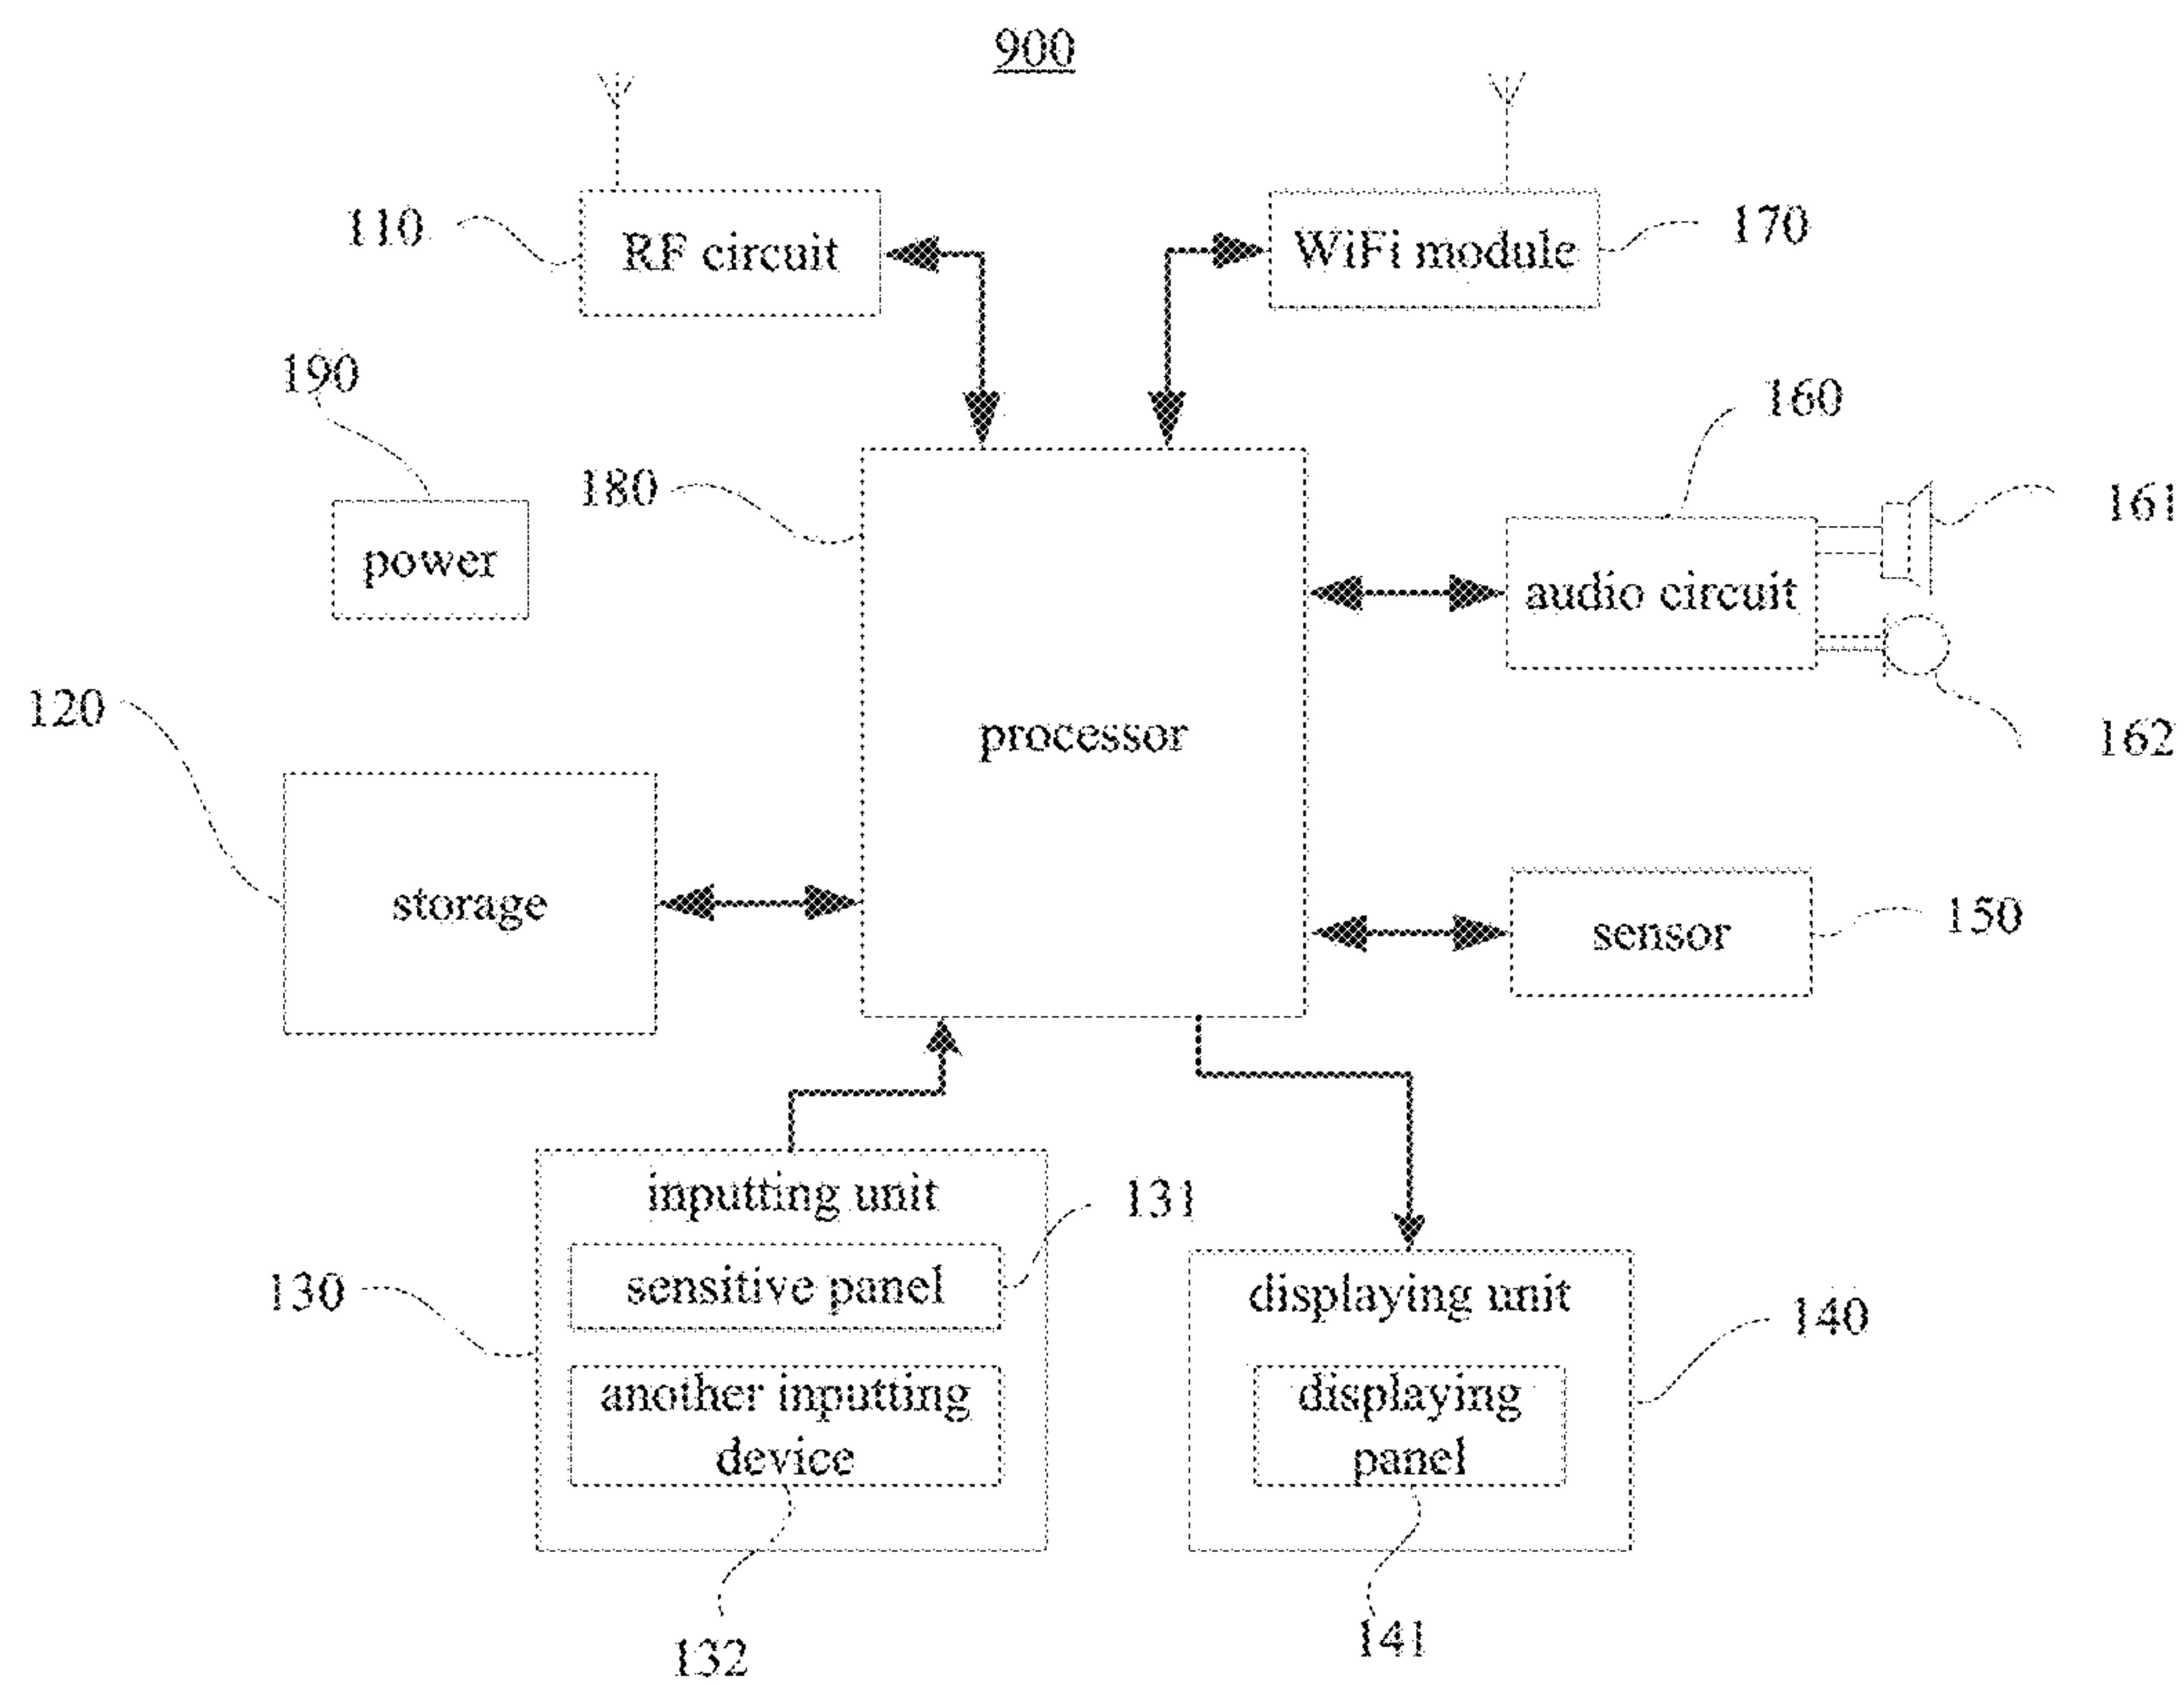 900
110
RF circuit
WiFi module
170
190
160
180
161
power
audio circuit
120
processor
162
storage
sensor
150
inputting unit
131
sensitive panel
130
displaying unit
140
another inputting
device
displaying
panel
132
141